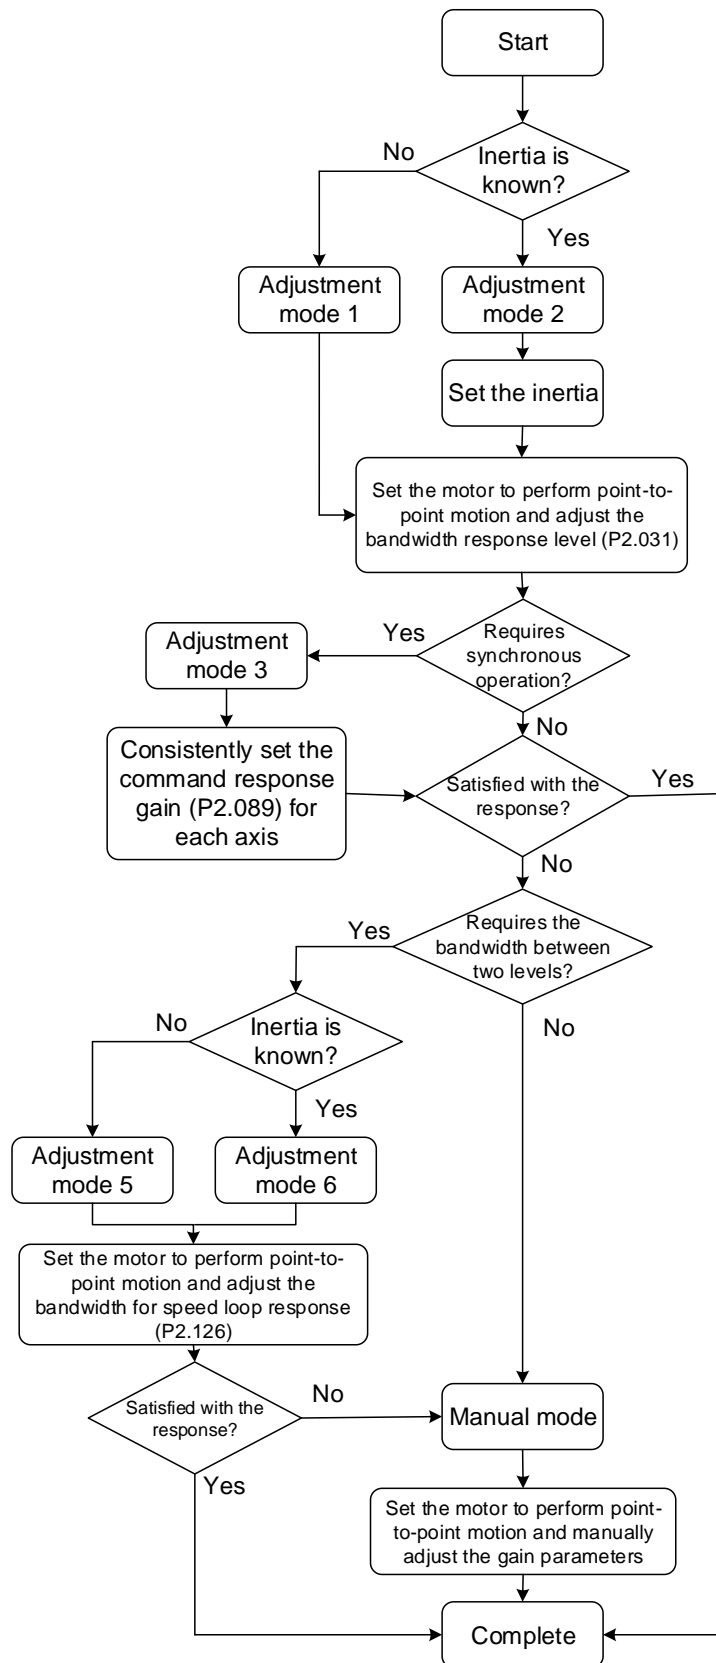 Start
No
Inertia is
known?
Yes
Adjustment
mode 1
Adjustment
mode 2
Set the inertia
Set the motor to perform point-to-
point motion and adjust the
bandwidth response level (P2.031)
Yes
Requires
synchronous
operation?
Adjustment
mode 3
No
Consistently set the
command response
gain (P2.089) for
each axis
Satisfied with the
response?
Yes
No
Requires the
bandwidth between
two levels?
Yes
No
No
Inertia is
known?
Yes
Adjustment
mode 5
Adjustment
mode 6
Set the motor to perform point-to-
point motion and adjust the
bandwidth for speed loop response
(P2.126)
Satisfied with the
response?
No
Manual mode
Yes
Set the motor to perform point-
to-point motion and manually
adjust the gain parameters
Complete